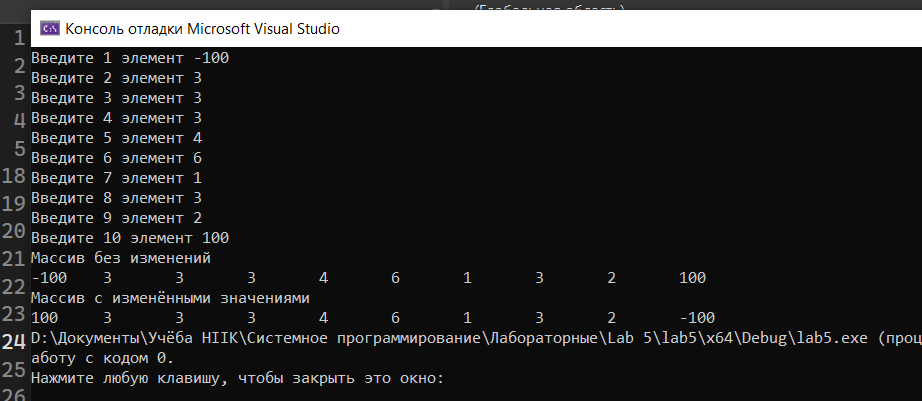 (Глобальная область)
Консоль отладки Microsoft Visual Studio
1 Введите 1 элемент -100
2 Введите 2 элемент 3
3 Введите 3 элемент 3
4 Введите 4 элемент 3
5 Введите 5 элемент 4
18 Введите 6 элемент 6
19 Введите 7 элемент 1
20 Введите 8 элемент 3
Введите 9 элемент 2
Введите 10 элемент 100
21 Массив без изменений
22 -100 3 3 3 4 6 1 3 2 100
Массив с изменёнными значениями
23 100 3 3 3 4 6 1 3 2 -100
24 D:\Документы\Учёба НІІК\Системное программирование\Лабораторные\Lab 5\lab5\x64\Debug\lab5.exe (проц
аботу с кодом 0.
25 Нажмите любую клавишу, чтобы закрыть это окно:
26